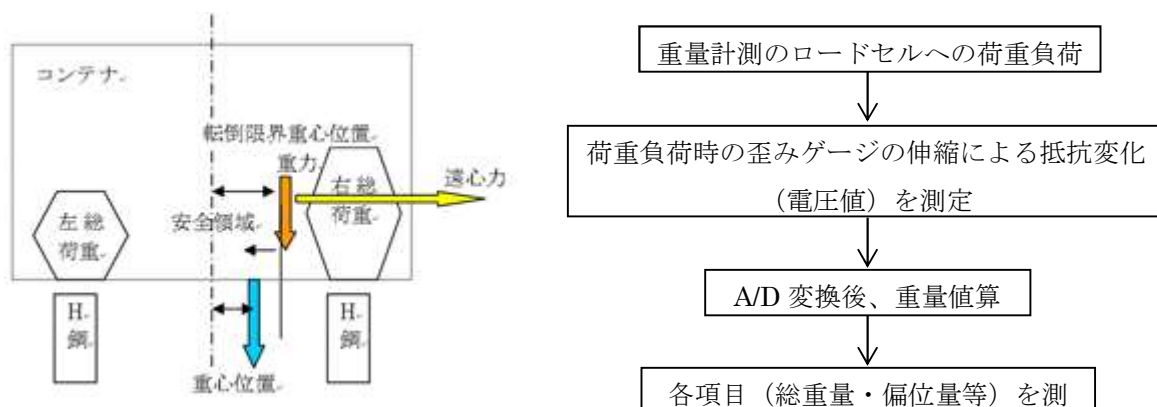 コンテナ
転倒限界重心位置
重力
遠心力
右総
荷重
左総
荷重
安全領域
H
鋼
H
鋼
重心位置
重量計測のロードセルへの荷重負荷
荷重負荷時の歪みゲージの伸縮による抵抗変化
（電圧値）を測定
A/D 変換後、重量値算
各項目（総重量・偏位量等）を測